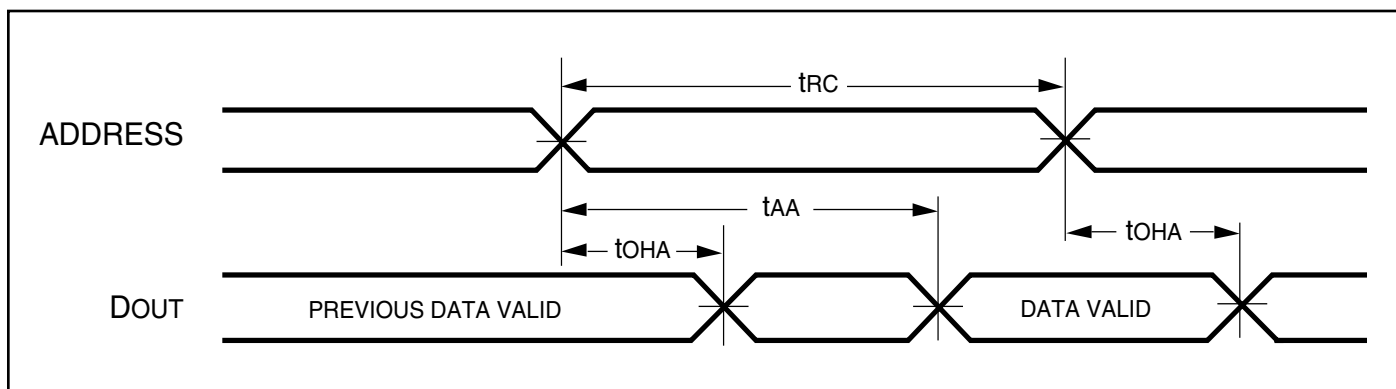 tRC
ADDRESS
tAA
tOHA
tOHA
DOUT
PREVIOUS DATA VALID
DATA VALID